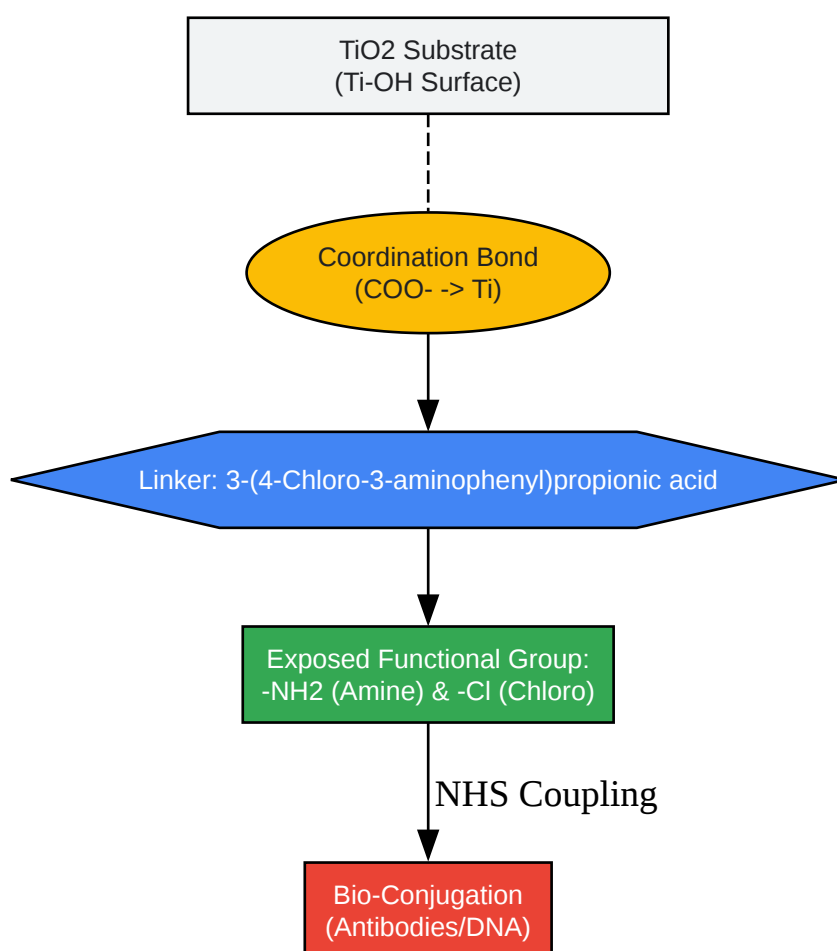 TiO2 Substrate
(Ti-OH Surface)
Coordination Bond
(COO- -> Ti)
Linker: 3-(4-Chloro-3-aminophenyl)propionic acid
Exposed Functional Group:
-NH2 (Amine) & -Cl (Chloro)
NHS Coupling
Bio-Conjugation
(Antibodies/DNA)